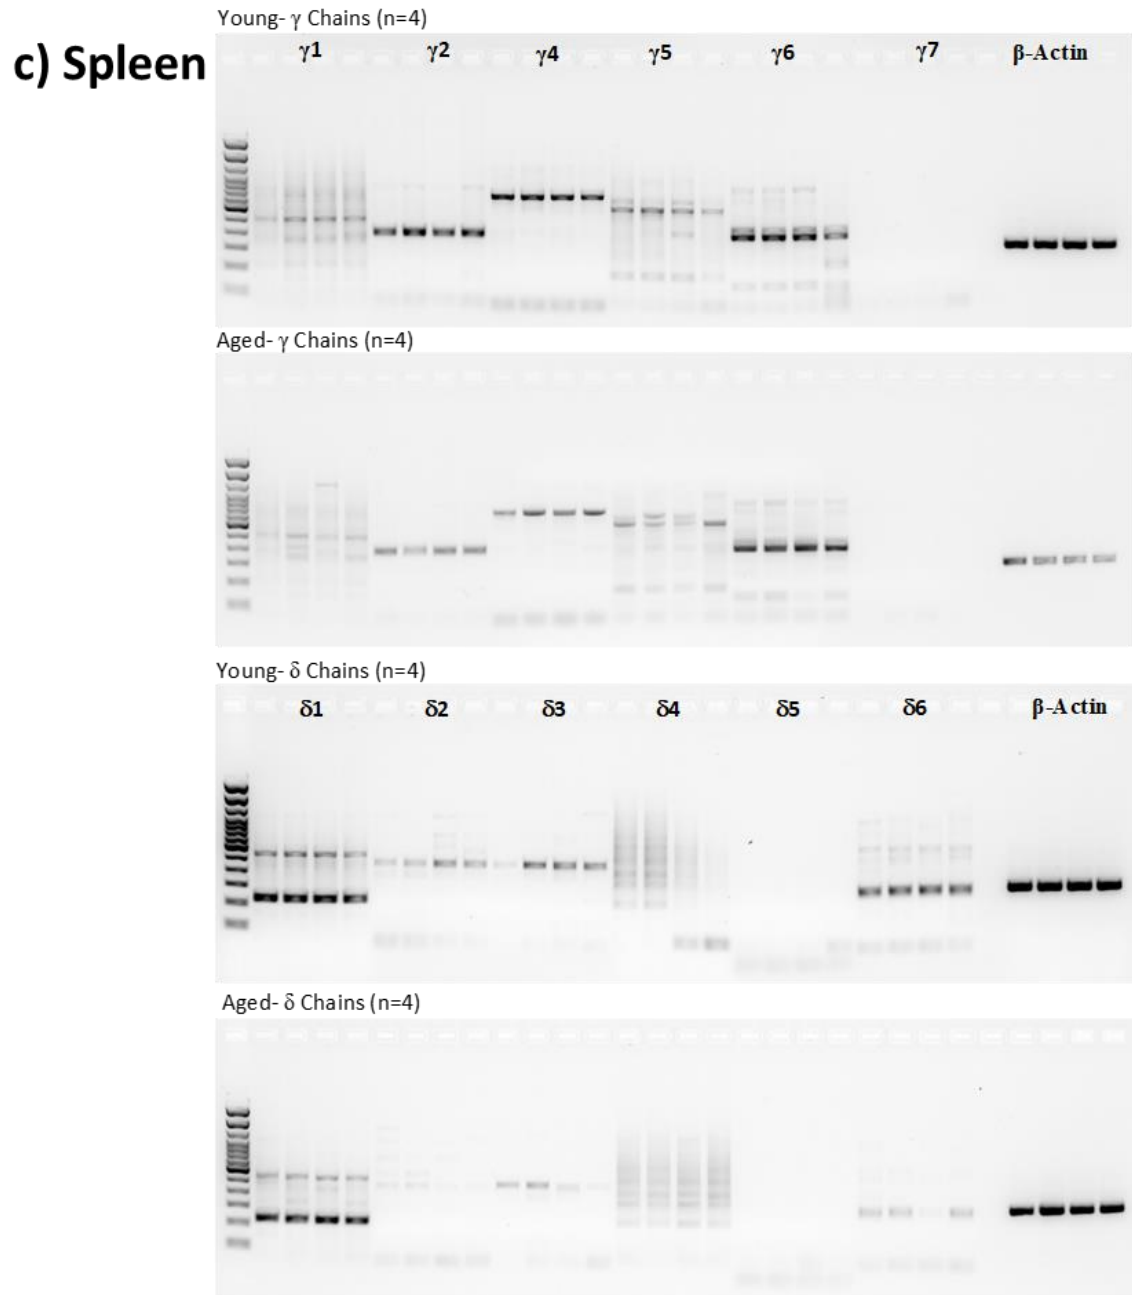 Young- γ Chains (n=4)
c) Spleen
γ1 γ2 γ4 γ5 γ6 γ7 β-Actin
Aged- γ Chains (n=4)
Young- δ Chains (n=4)
δ1 δ2 δ3 δ4 δ5 δ6 β-Actin
Aged- δ Chains (n=4)